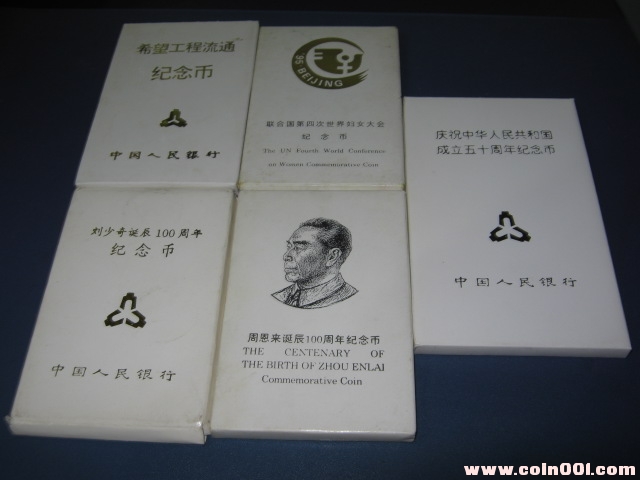 希望工程流通
纪念币
中国人民银行
95 BEIJING
联合国第四次世界妇女大会
纪念币
The UN Fourth World Conference
on Women Commemorative Coin
庆祝中华人民共和国
成立五十周年纪念币
中国人民银行
刘少奇诞辰100周年
纪念币
中国人民银行
周恩来诞辰100周年纪念币
THE CENTENARY OF
THE BIRTH OF ZHOU ENLAI
Commemorative Coin
www.coin001.com